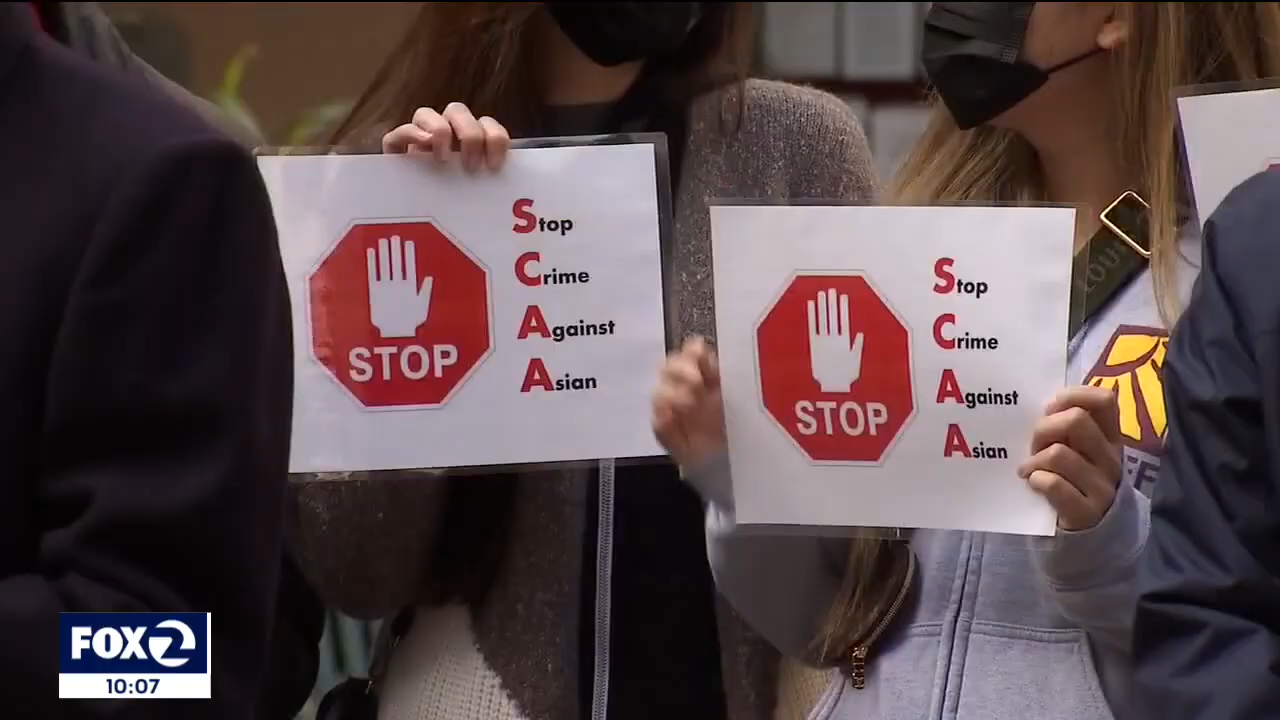 STOP
Stop
Crime
Against
Asian
STOP
Stop
Crime
Against
Asian
FOX 2
10:07